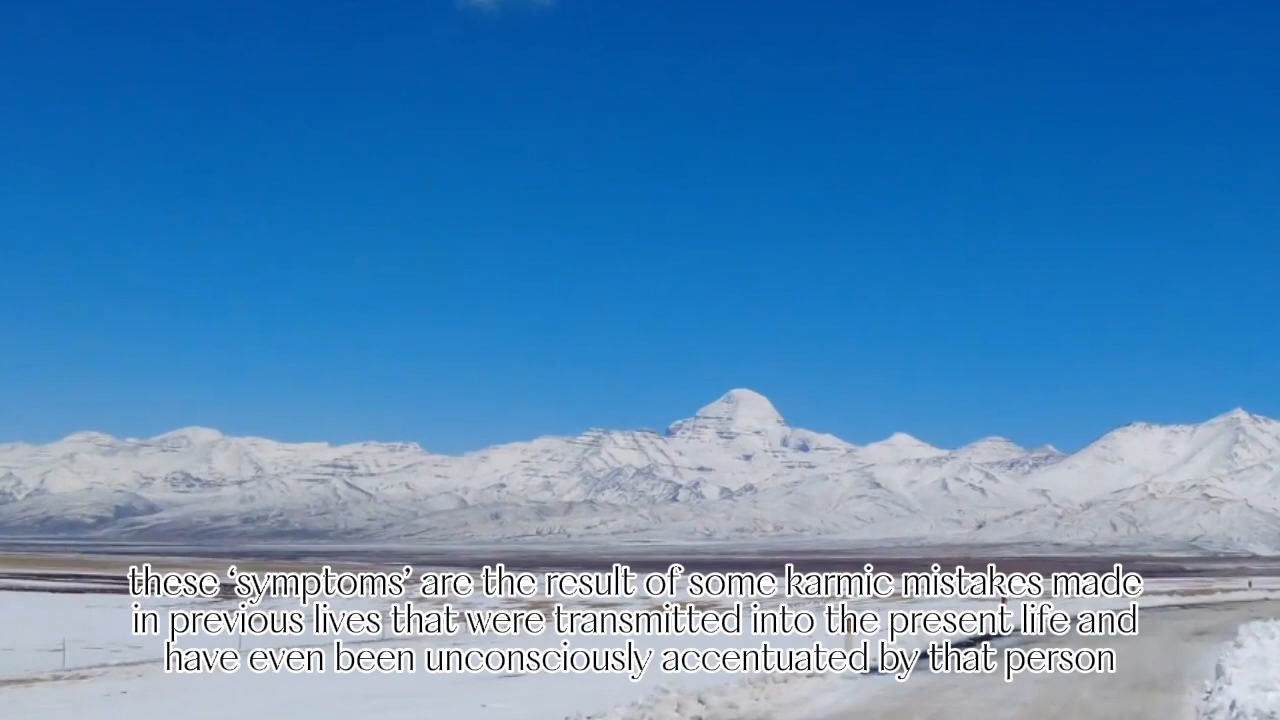 these ‘symptoms’ are the result of some karmic mistakes made
in previous lives that were transmitted into the present life and
have even been unconsciously accentuated by that person